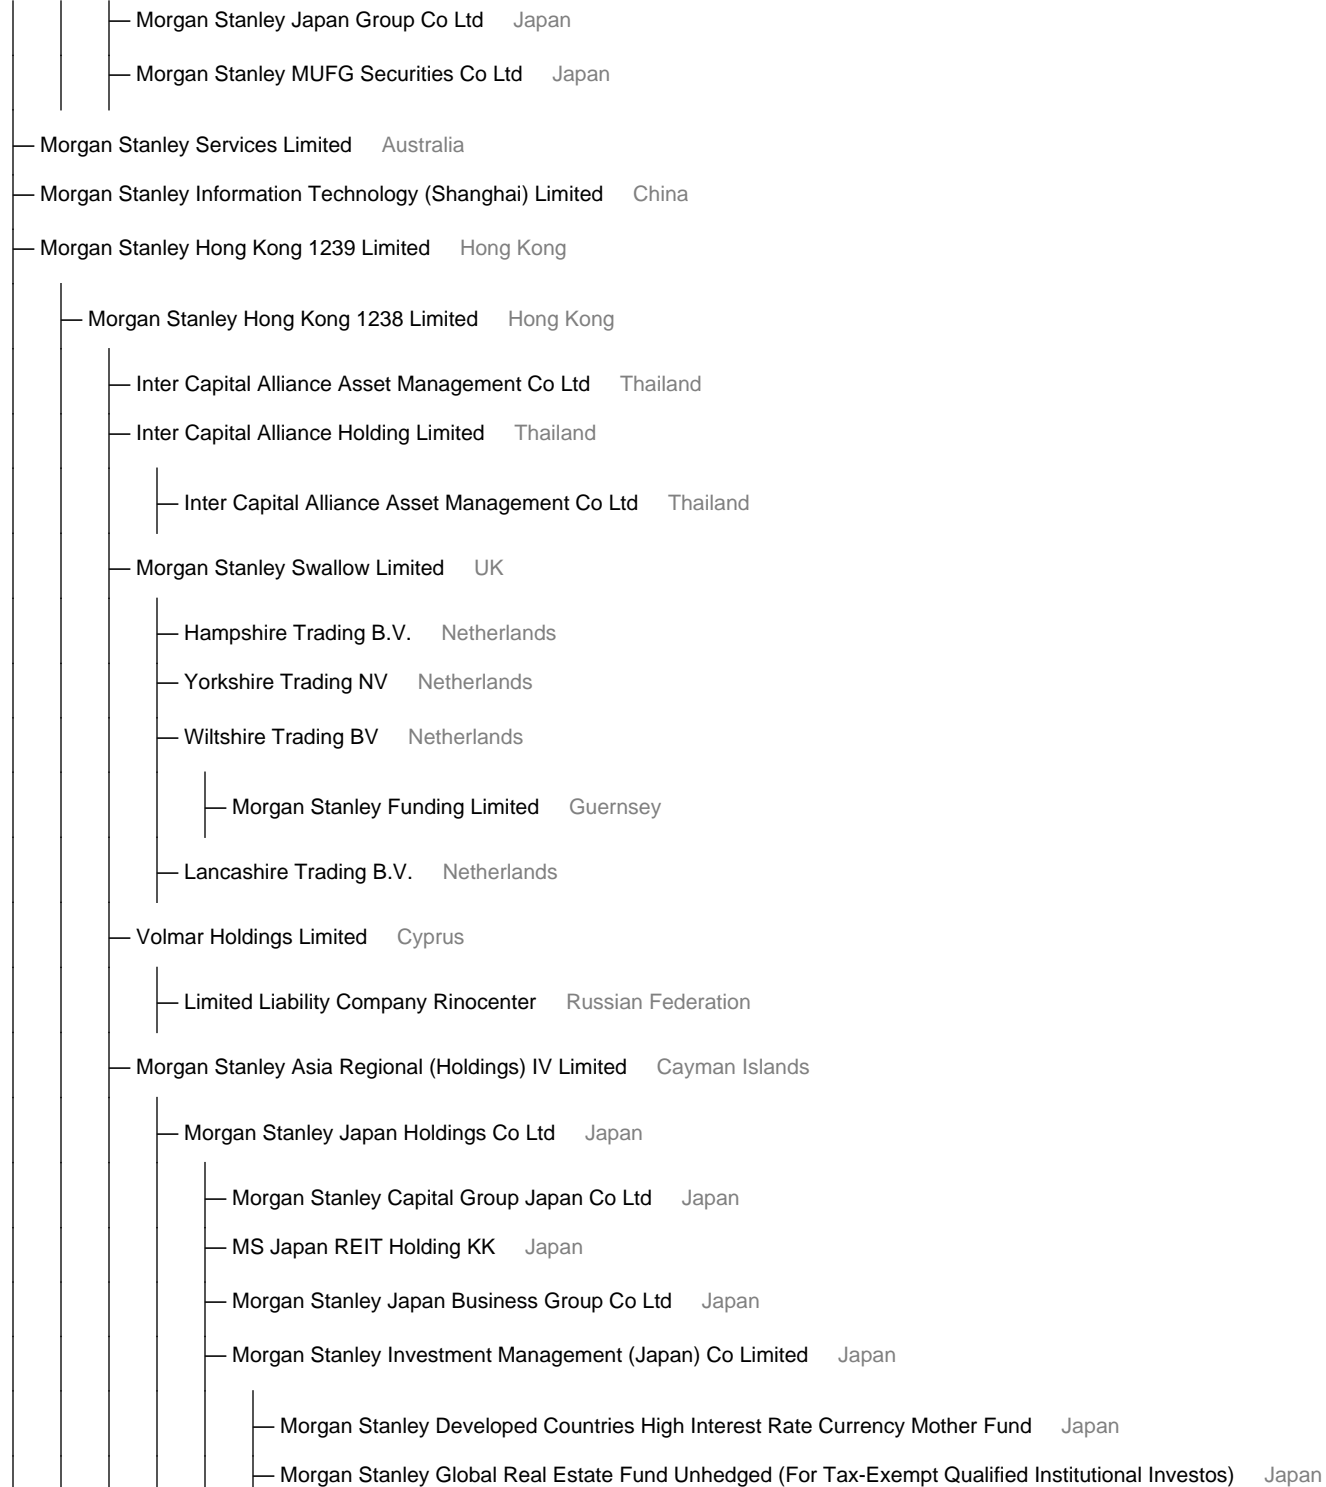 Morgan Stanley Japan Group Co Ltd Japan
Morgan Stanley MUFG Securities Co Ltd Japan
Morgan Stanley Services Limited Australia
Morgan Stanley Information Technology (Shanghai) Limited China
Morgan Stanley Hong Kong 1239 Limited Hong Kong
Morgan Stanley Hong Kong 1238 Limited Hong Kong
Inter Capital Alliance Asset Management Co Ltd Thailand
Inter Capital Alliance Holding Limited Thailand
Inter Capital Alliance Asset Management Co Ltd Thailand
Morgan Stanley Swallow Limited UK
Hampshire Trading B.V. Netherlands
Yorkshire Trading NV Netherlands
Wiltshire Trading BV Netherlands
Morgan Stanley Funding Limited Guernsey
Lancashire Trading B.V. Netherlands
Volmar Holdings Limited Cyprus
Limited Liability Company Rinocenter Russian Federation
Morgan Stanley Asia Regional (Holdings) IV Limited Cayman Islands
Morgan Stanley Japan Holdings Co Ltd Japan
Morgan Stanley Capital Group Japan Co Ltd Japan
MS Japan REIT Holding KK Japan
Morgan Stanley Japan Business Group Co Ltd Japan
Morgan Stanley Investment Management (Japan) Co Limited Japan
Morgan Stanley Developed Countries High Interest Rate Currency Mother Fund Japan
Morgan Stanley Global Real Estate Fund Unhedged (For Tax-Exempt Qualified Institutional Investos) Japan